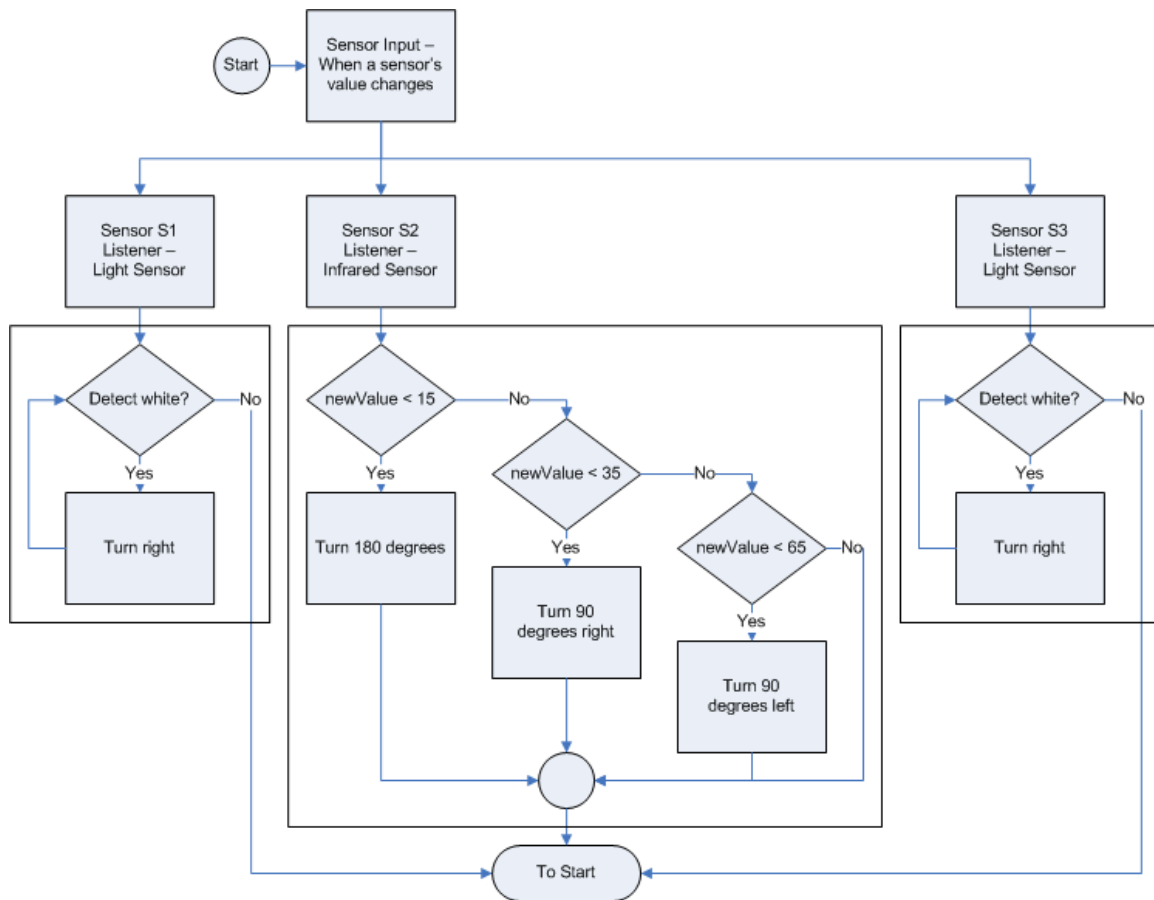 Start
Sensor Input –
When a sensor's
value changes
Sensor S1
Listener –
Light Sensor
Sensor S2
Listener –
Infrared Sensor
Sensor S3
Listener –
Light Sensor
Detect white?
No
Yes
Turn right
newValue < 15
No
Yes
Turn 180 degrees
newValue < 35
No
Yes
Turn 90
degrees right
newValue < 65
No
Yes
Turn 90
degrees left
Detect white?
No
Yes
Turn right
To Start